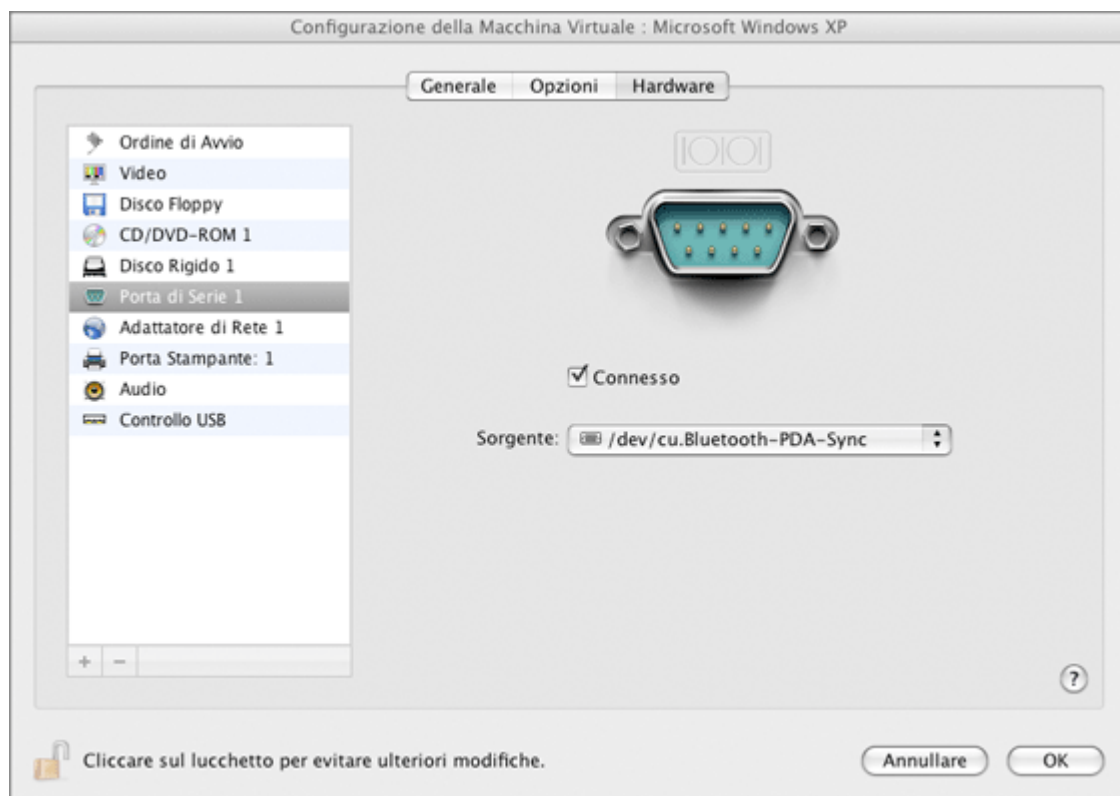 Configurazione della Macchina Virtuale : Microsoft Windows XP
Generale Opzioni Hardware
Ordine di Avvio
Video
Disco Floppy
CD/DVD-ROM 1
Disco Rigido 1
Porta di Serie 1
Adattatore di Rete 1
Porta Stampante: 1
Audio
Controllo USB
|O|O|
Connesso
Sorgente: /dev/cu.Bluetooth-PDA-Sync
+ −
?
Cliccare sul lucchetto per evitare ulteriori modifiche.
Annullare OK